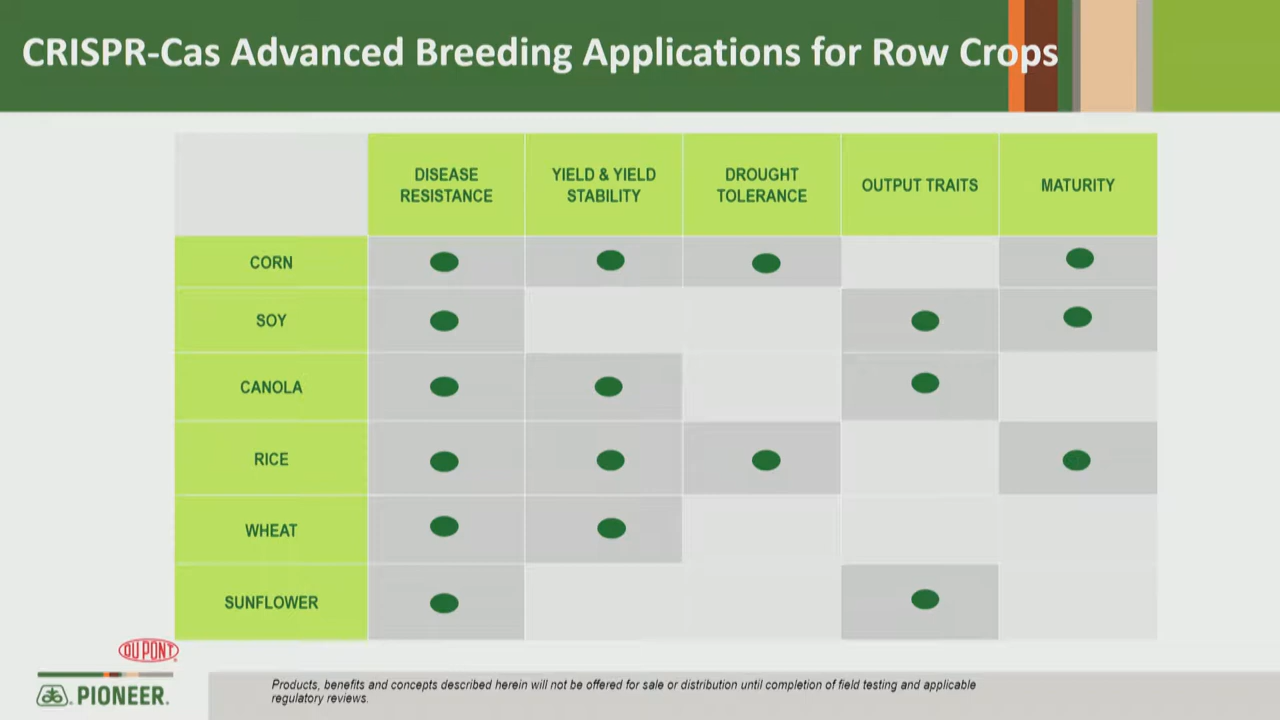 CRISPR-Cas Advanced Breeding Applications for Row Crops
DISEASE
RESISTANCE
YIELD & YIELD
STABILITY
DROUGHT
TOLERANCE
OUTPUT TRAITS
MATURITY
CORN
SOY
CANOLA
RICE
WHEAT
SUNFLOWER
DUPONT
PIONEER.
Products, benefits and concepts described herein will not be offered for sale or distribution until completion of field testing and applicable
regulatory reviews.